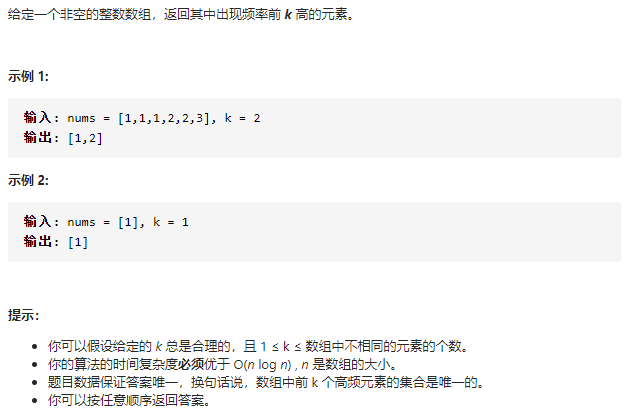 给定一个非空的整数数组，返回其中出现频率前 k 高的元素。
示例 1:
输入: nums = [1,1,1,2,2,3], k = 2
输出: [1,2]
示例 2:
输入: nums = [1], k = 1
输出: [1]
提示：
你可以假设给定的 k 总是合理的，且 1 ≤ k ≤ 数组中不相同的元素的个数。
你的算法的时间复杂度必须优于 O(n log n) , n 是数组的大小。
题目数据保证答案唯一，换句话说，数组中前 k 个高频元素的集合是唯一的。
你可以按任意顺序返回答案。